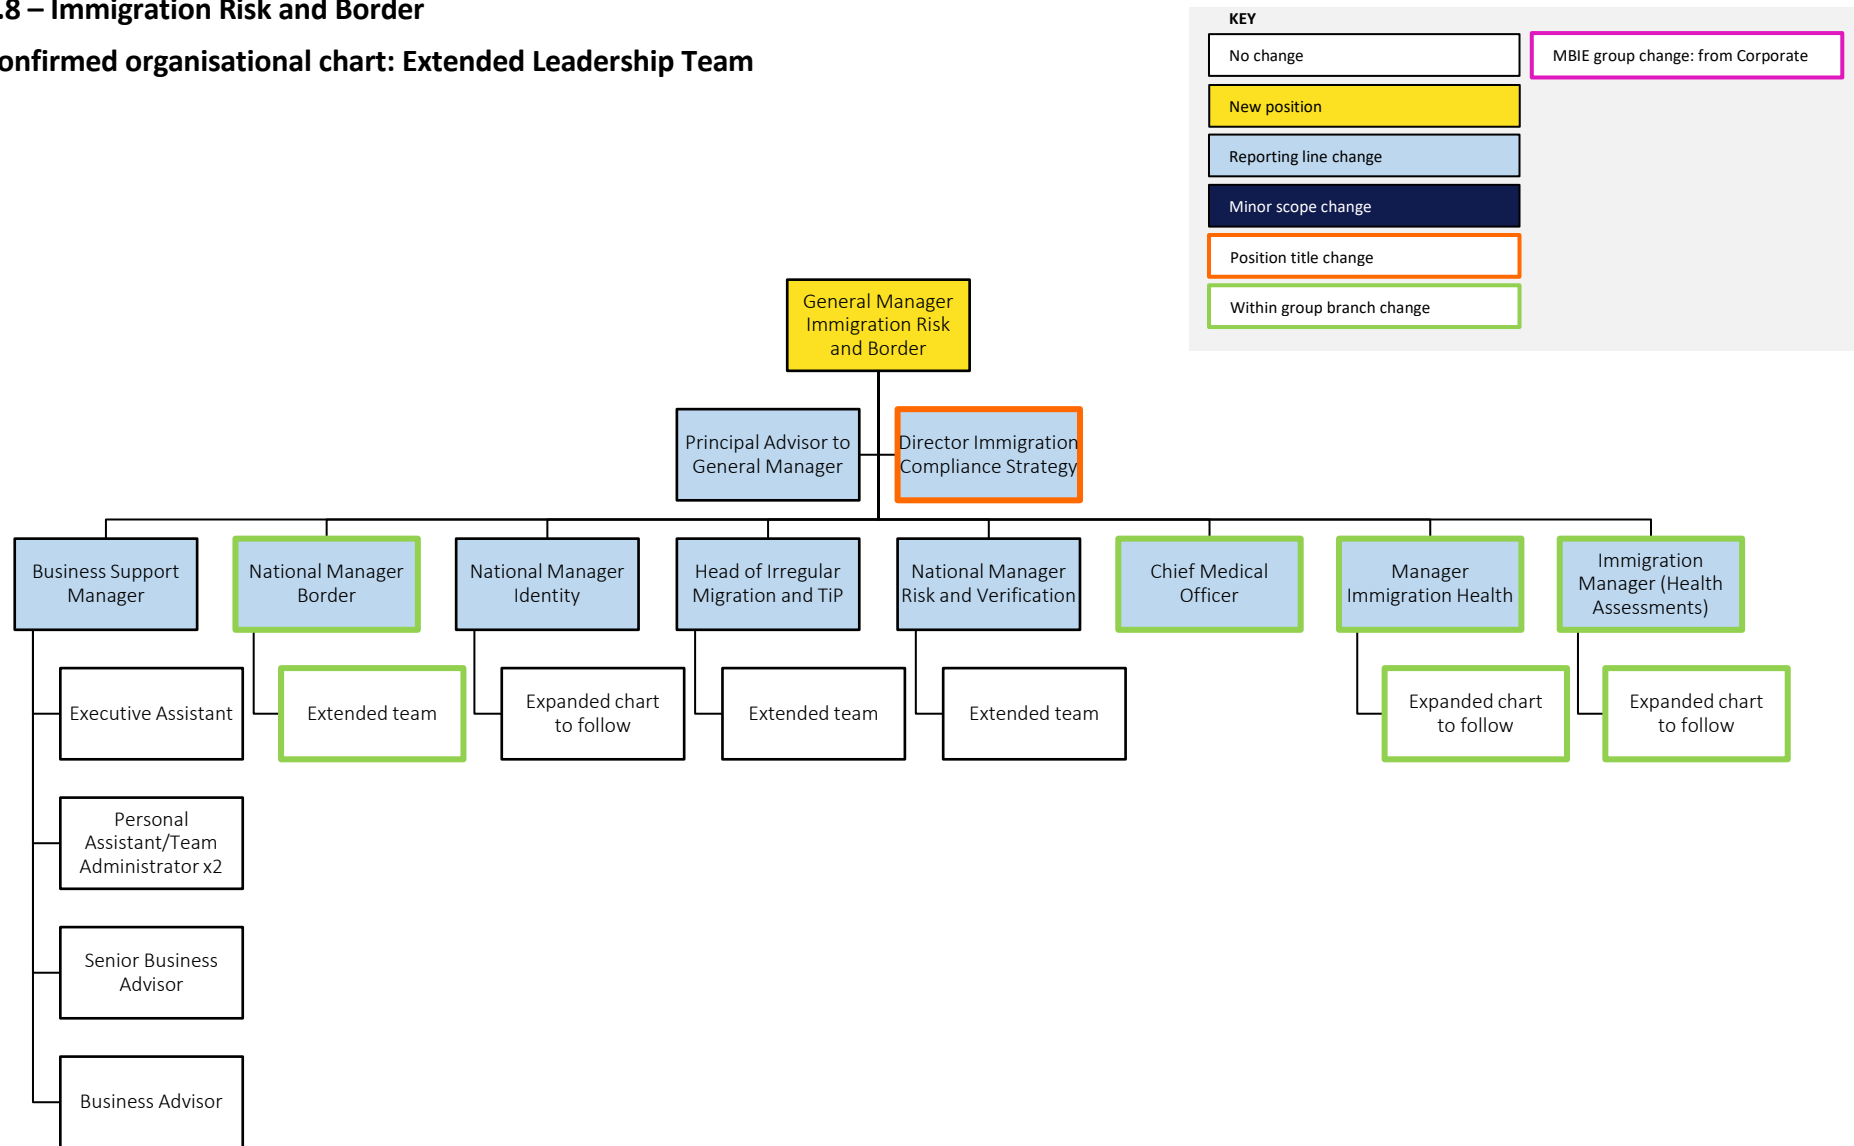 .8 – Immigration Risk and Border
onfirmed organisational chart: Extended Leadership Team
KEY
No change
MBIE group change: from Corporate
New position
Reporting line change
Minor scope change
Position title change
Within group branch change
General Manager
Immigration Risk
and Border
Principal Advisor to
General Manager
Director Immigration
Compliance Strategy
Business Support
Manager
National Manager
Border
National Manager
Identity
Head of Irregular
Migration and TiP
National Manager
Risk and Verification
Chief Medical
Officer
Manager
Immigration Health
Immigration
Manager (Health
Assessments)
Executive Assistant
Extended team
Expanded chart
to follow
Extended team
Extended team
Expanded chart
to follow
Expanded chart
to follow
Personal
Assistant/Team
Administrator x2
Senior Business
Advisor
Business Advisor